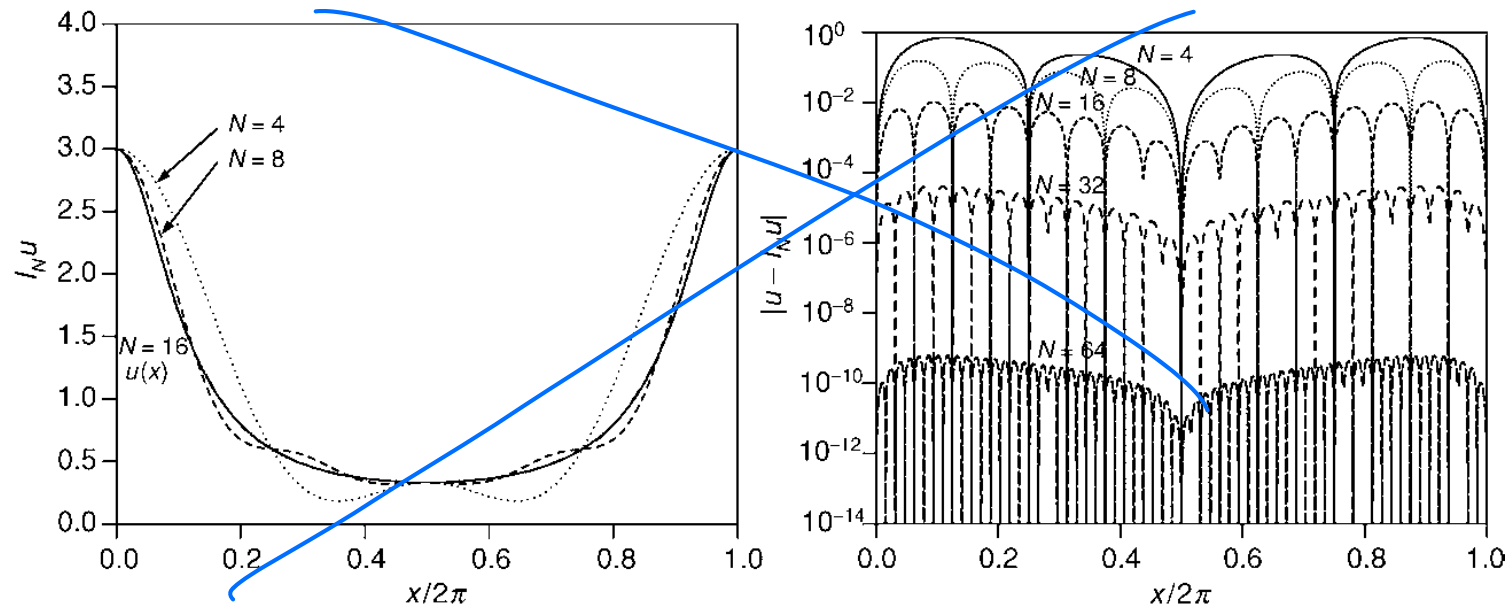 4.0
3.5
3.0
2.5
2.0
1.5
1.0
0.5
0.0
I_N u
N = 4
N = 8
N = 16
u(x)
0.0 0.2 0.4 0.6 0.8 1.0
x/2π
10^0
10^−2
10^−4
10^−6
10^−8
10^−10
10^−12
10^−14
|u − I_N u|
N = 4
N = 8
N = 16
N = 32
N = 64
0.0 0.2 0.4 0.6 0.8 1.0
x/2π